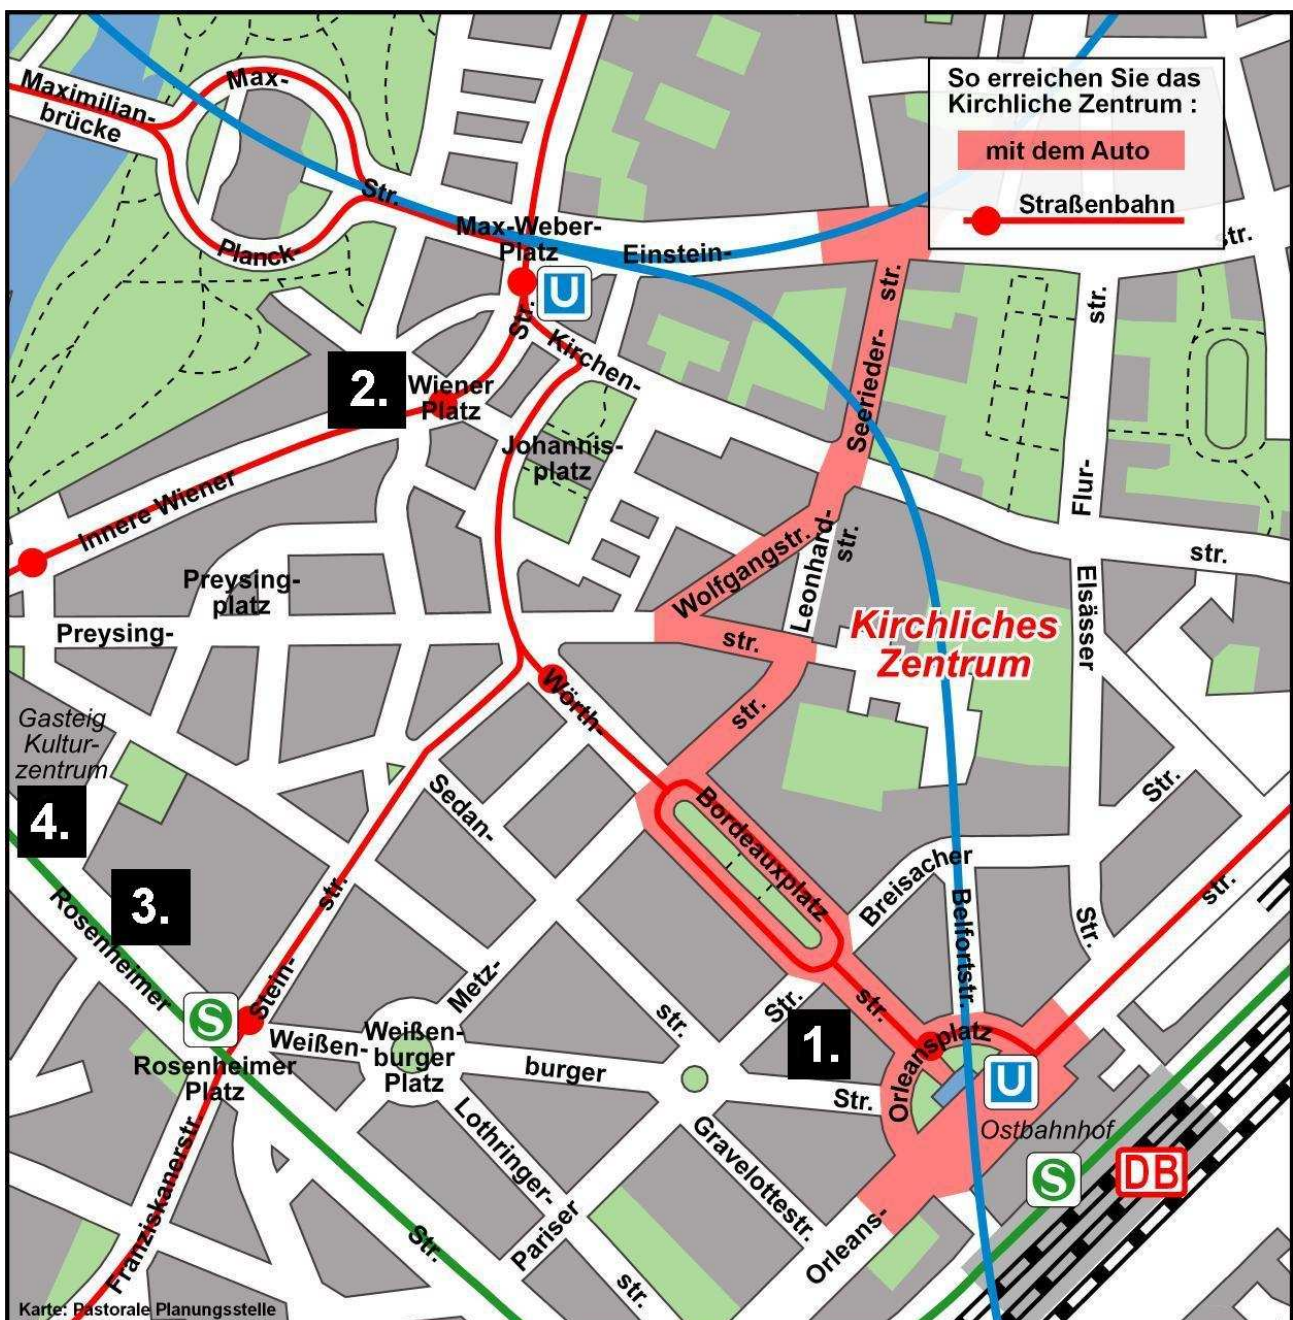 So erreichen Sie das
Kirchliche Zentrum :
mit dem Auto
Straßenbahn
Maximilian-
brücke
Max-
Planck-
Str.
Max-Weber-
Platz
U
Einstein-
str.
Str.
Kirchen-
str.
Seerieder-
str.
Flur-
str.
2.
Wiener
Platz
Johannis-
platz
Innere Wiener
Preysing-
platz
Preysing-
str.
Wolfgangstr.
Leonhard-
str.
Kirchliches
Zentrum
Elsässer
Str.
Gasteig
Kultur-
zentrum
4.
3.
Wörth-
str.
Bordeauxplatz
str.
Sedan-
str.
Breisacher
Str.
Str.
Belfortstr.
Rosenheimer
Str.
Stein-
str.
S
Rosenheimer
Platz
Weißen-
burger
Str.
Weißen-
burger
Platz
Metz-
1.
Orleansplatz
U
Ostbahnhof
S
DB
Lothringer-
str.
Pariser
Gravelottestr.
Orleans-
str.
Franziskanerstr.
Karte: Pastorale Planungsstelle